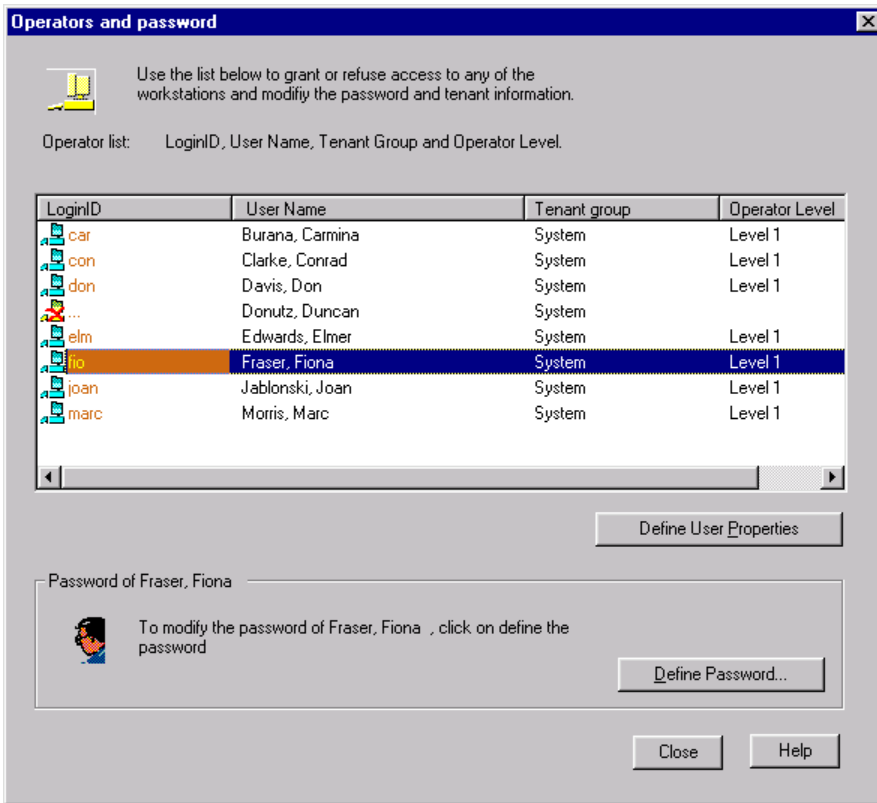 Operators and password
Use the list below to grant or refuse access to any of the
workstations and modifiy the password and tenant information.
Operator list: LoginID, User Name, Tenant Group and Operator Level.
LoginID User Name Tenant group Operator Level
car Burana, Carmina System Level 1
con Clarke, Conrad System Level 1
don Davis, Don System Level 1
... Donutz, Duncan System
elm Edwards, Elmer System Level 1
fio Fraser, Fiona System Level 1
joan Jablonski, Joan System Level 1
marc Morris, Marc System Level 1
Define User Properties
Password of Fraser, Fiona
To modify the password of Fraser, Fiona , click on define the
password
Define Password...
Close Help